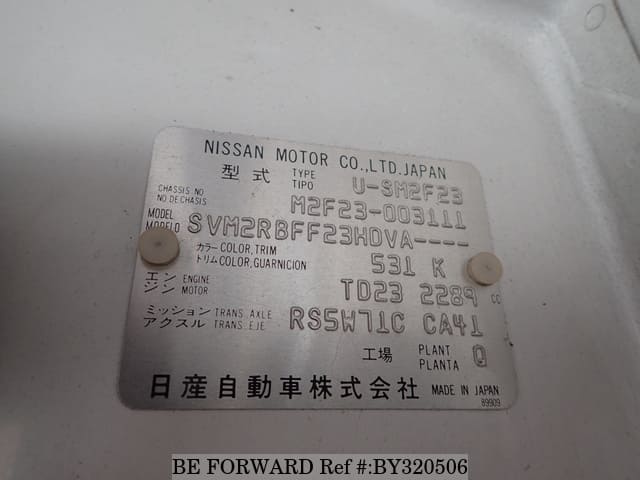 NISSAN MOTOR CO.,LTD.JAPAN
型式 TYPE TIPO U-SM2F23
CHASSIS NO NO DE CHASIS M2F23-003111
MODEL MODELO SVM2RBFF23HDVA----
カラー COLOR,TRIM トリム COLOR,GUARNICION 531 K
エンジン ENGINE MOTOR TD23 2289 CC
ミッション TRANS. AXLE アクスル TRANS. EJE RS5W71C CA41
工場 PLANT PLANTA Q
日産自動車株式会社 MADE IN JAPAN
89909
BE FORWARD Ref #:BY320506